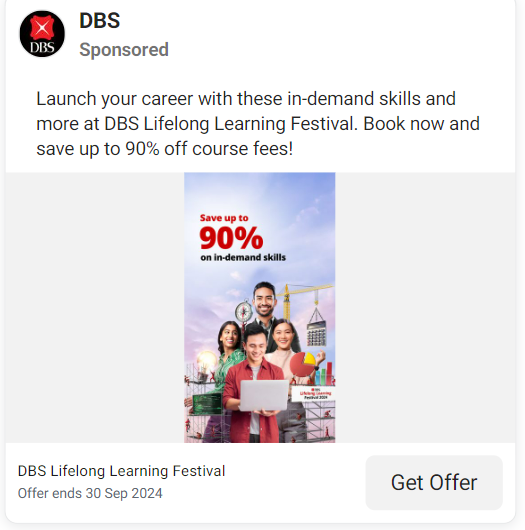 DBS
DBS
Sponsored
Launch your career with these in-demand skills and
more at DBS Lifelong Learning Festival. Book now and
save up to 90% off course fees!
Save up to
90%
on in-demand skills
Lifelong Learning
Festival 2024
DBS Lifelong Learning Festival
Offer ends 30 Sep 2024
Get Offer